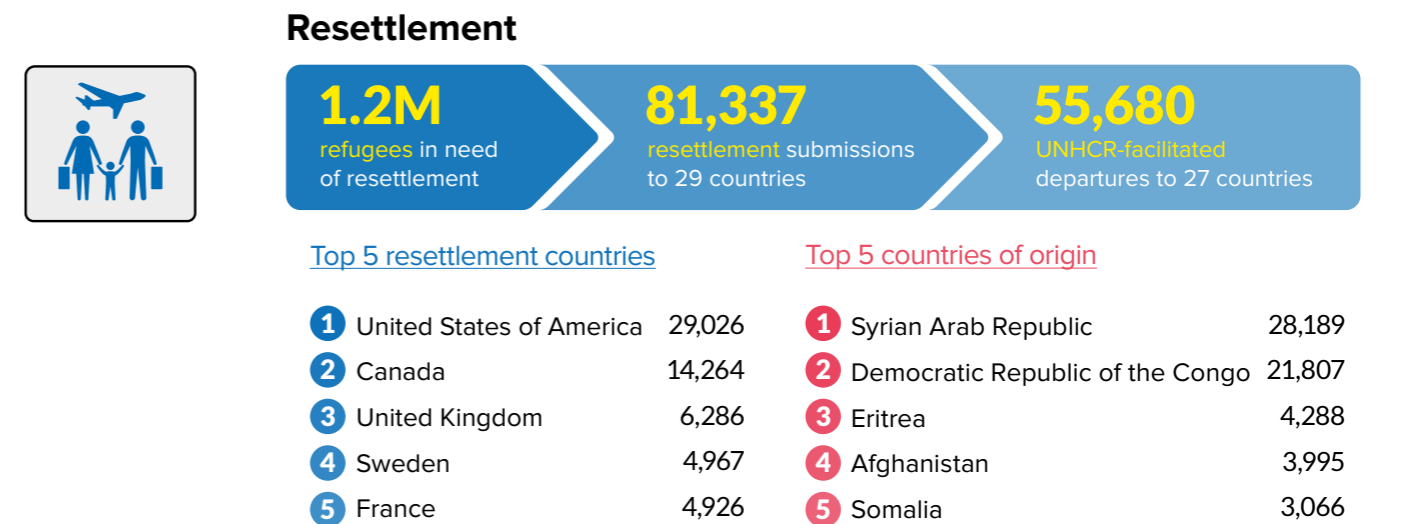 Resettlement
1.2M
refugees in need
of resettlement
81,337
resettlement submissions
to 29 countries
55,680
UNHCR-facilitated
departures to 27 countries
Top 5 resettlement countries
1 United States of America 29,026
2 Canada 14,264
3 United Kingdom 6,286
4 Sweden 4,967
5 France 4,926
Top 5 countries of origin
1 Syrian Arab Republic 28,189
2 Democratic Republic of the Congo 21,807
3 Eritrea 4,288
4 Afghanistan 3,995
5 Somalia 3,066